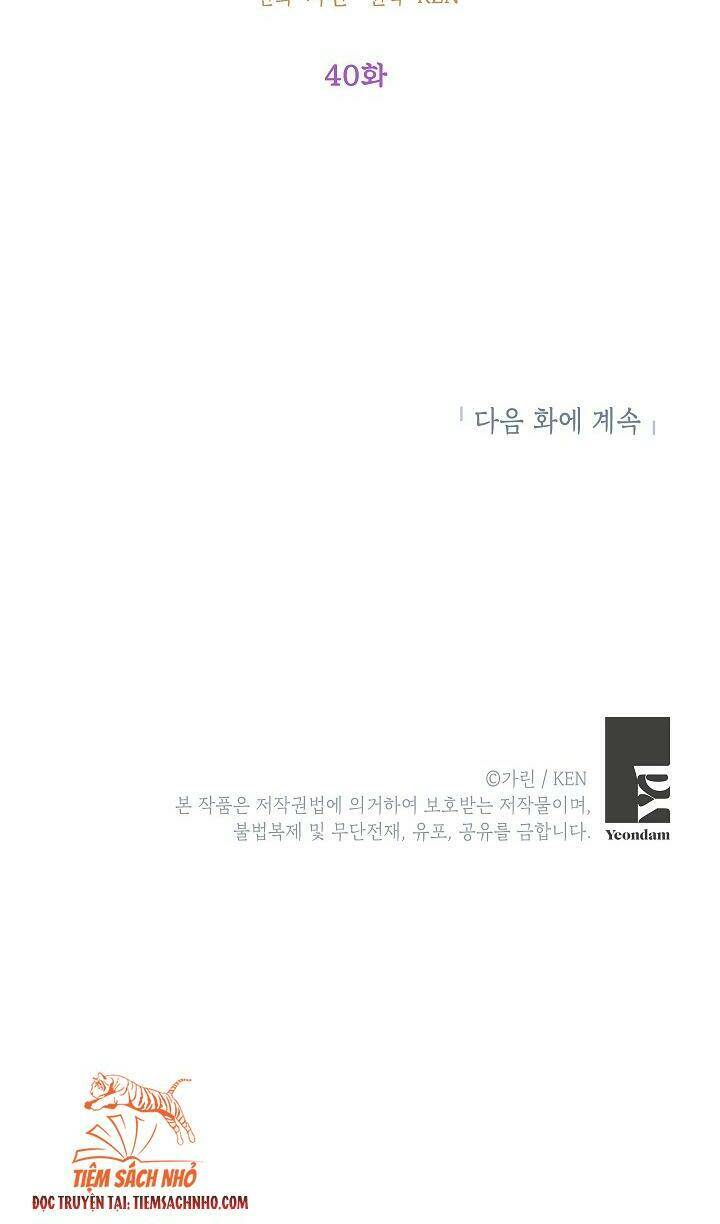 KEN
40화
다음 화에 계속
©가린 / KEN
본 작품은 저작권법에 의거하여 보호받는 저작물이며,
불법복제 및 무단전재, 유포, 공유를 금합니다.
Ya
Yeondam
TIỆM SÁCH NHỎ
ĐỌC TRUYỆN TẠI: TIEMSACHNHO.COM